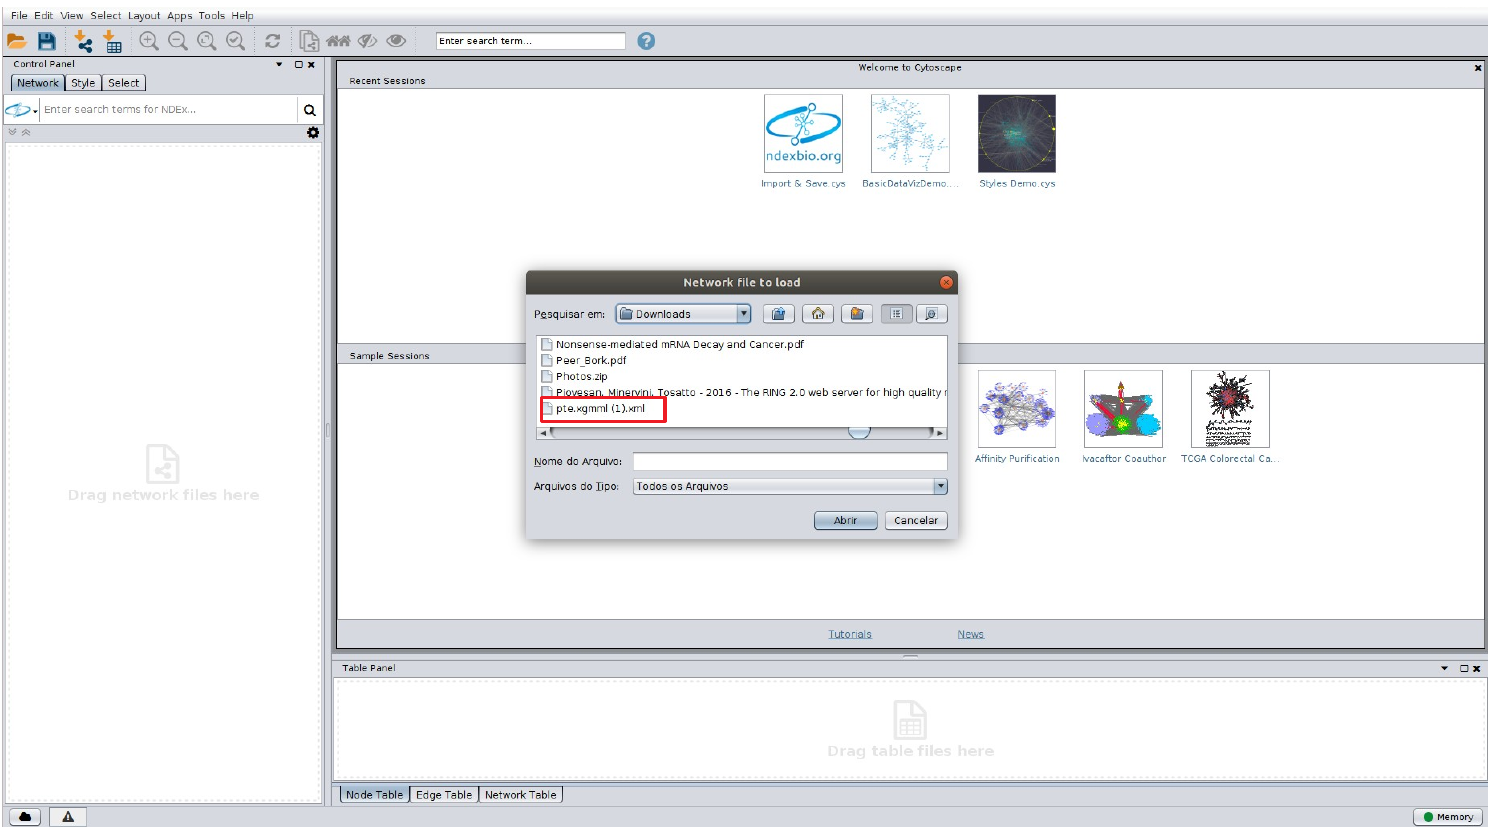 File Edit View Select Layout Apps Tools Help
Enter search term...
?
Control Panel
Network Style Select
Enter search terms for NDEx...
Drag network files here
Welcome to Cytoscape
Recent Sessions
ndexbio.org
Import & Save.cys BasicDataVizDemo.... Styles Demo.cys
Network file to load
Pesquisar em: Downloads
Nonsense-mediated mRNA Decay and Cancer.pdf
Peer_Bork.pdf
Photos.zip
Piovesan, Minervini, Tosatto - 2016 - The RING 2.0 web server for high quality r
pte.xgmml (1).xml
Nome do Arquivo:
Arquivos do Tipo: Todos os Arquivos
Abrir Cancelar
Sample Sessions
Affinity Purification Ivacaftor Coauthor TCGA Colorectal Ca...
Tutorials News
Table Panel
Drag table files here
Node Table Edge Table Network Table
Memory